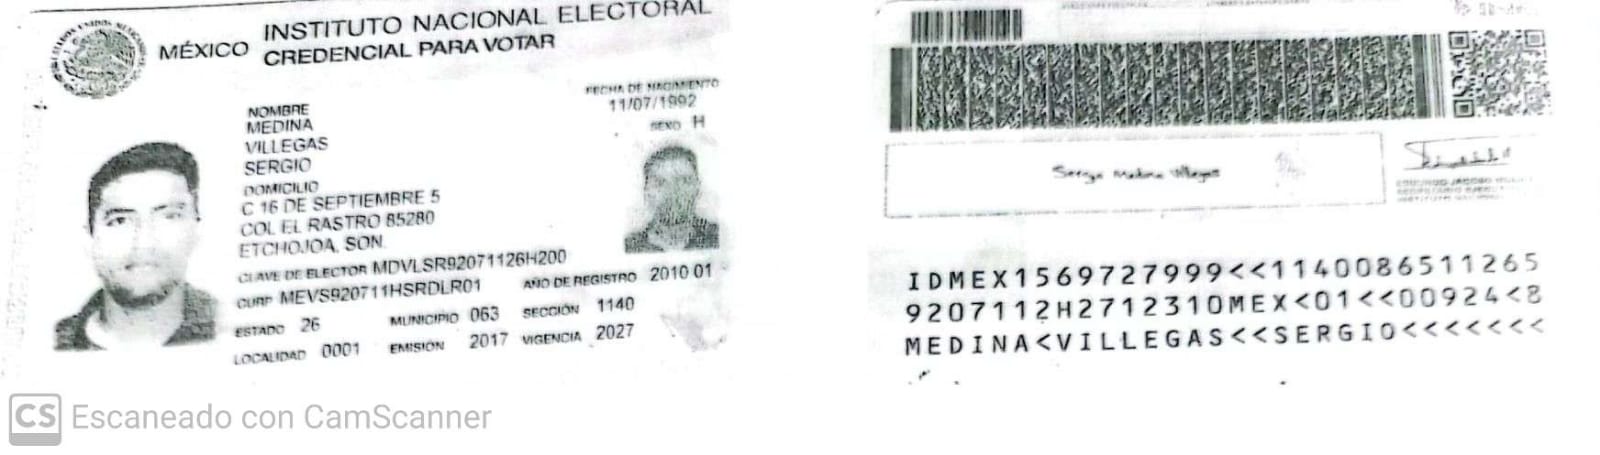 INSTITUTO NACIONAL ELECTORAL
MÉXICO CREDENCIAL PARA VOTAR
FECHA DE NACIMIENTO
11/07/1992
SEXO H
NOMBRE
MEDINA
VILLEGAS
SERGIO
DOMICILIO
C 16 DE SEPTIEMBRE 5
COL EL RASTRO 85280
ETCHOJOA, SON.
CLAVE DE ELECTOR MDVLSR92071126H200
CURP MEVS920711HSRDLR01 AÑO DE REGISTRO 2010 01
ESTADO 26 MUNICIPIO 063 SECCIÓN 1140
LOCALIDAD 0001 EMISIÓN 2017 VIGENCIA 2027
Sergio Medina Villegas
EDMUNDO JACOBO
IDMEX1569727999<<1140086511265
9207112H2712310MEX<01<<00924<8
MEDINA<VILLEGAS<<SERGIO<<<<<<<
CS Escaneado con CamScanner